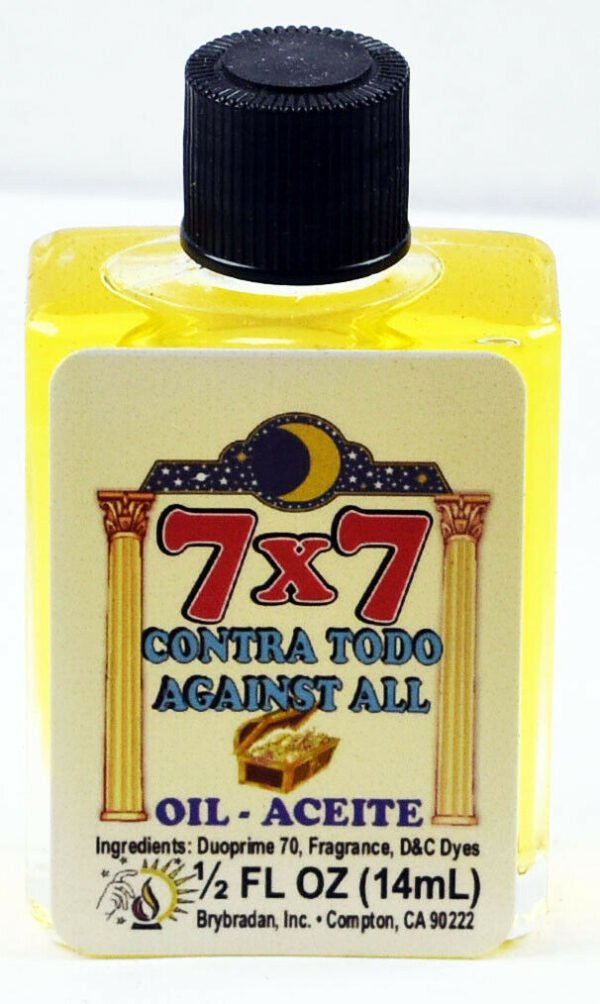 7x7
CONTRA TODO
AGAINST ALL
OIL - ACEITE
Ingredients: Duoprime 70, Fragrance, D&C Dyes
½ FL OZ (14mL)
Brybradan, Inc. • Compton, CA 90222